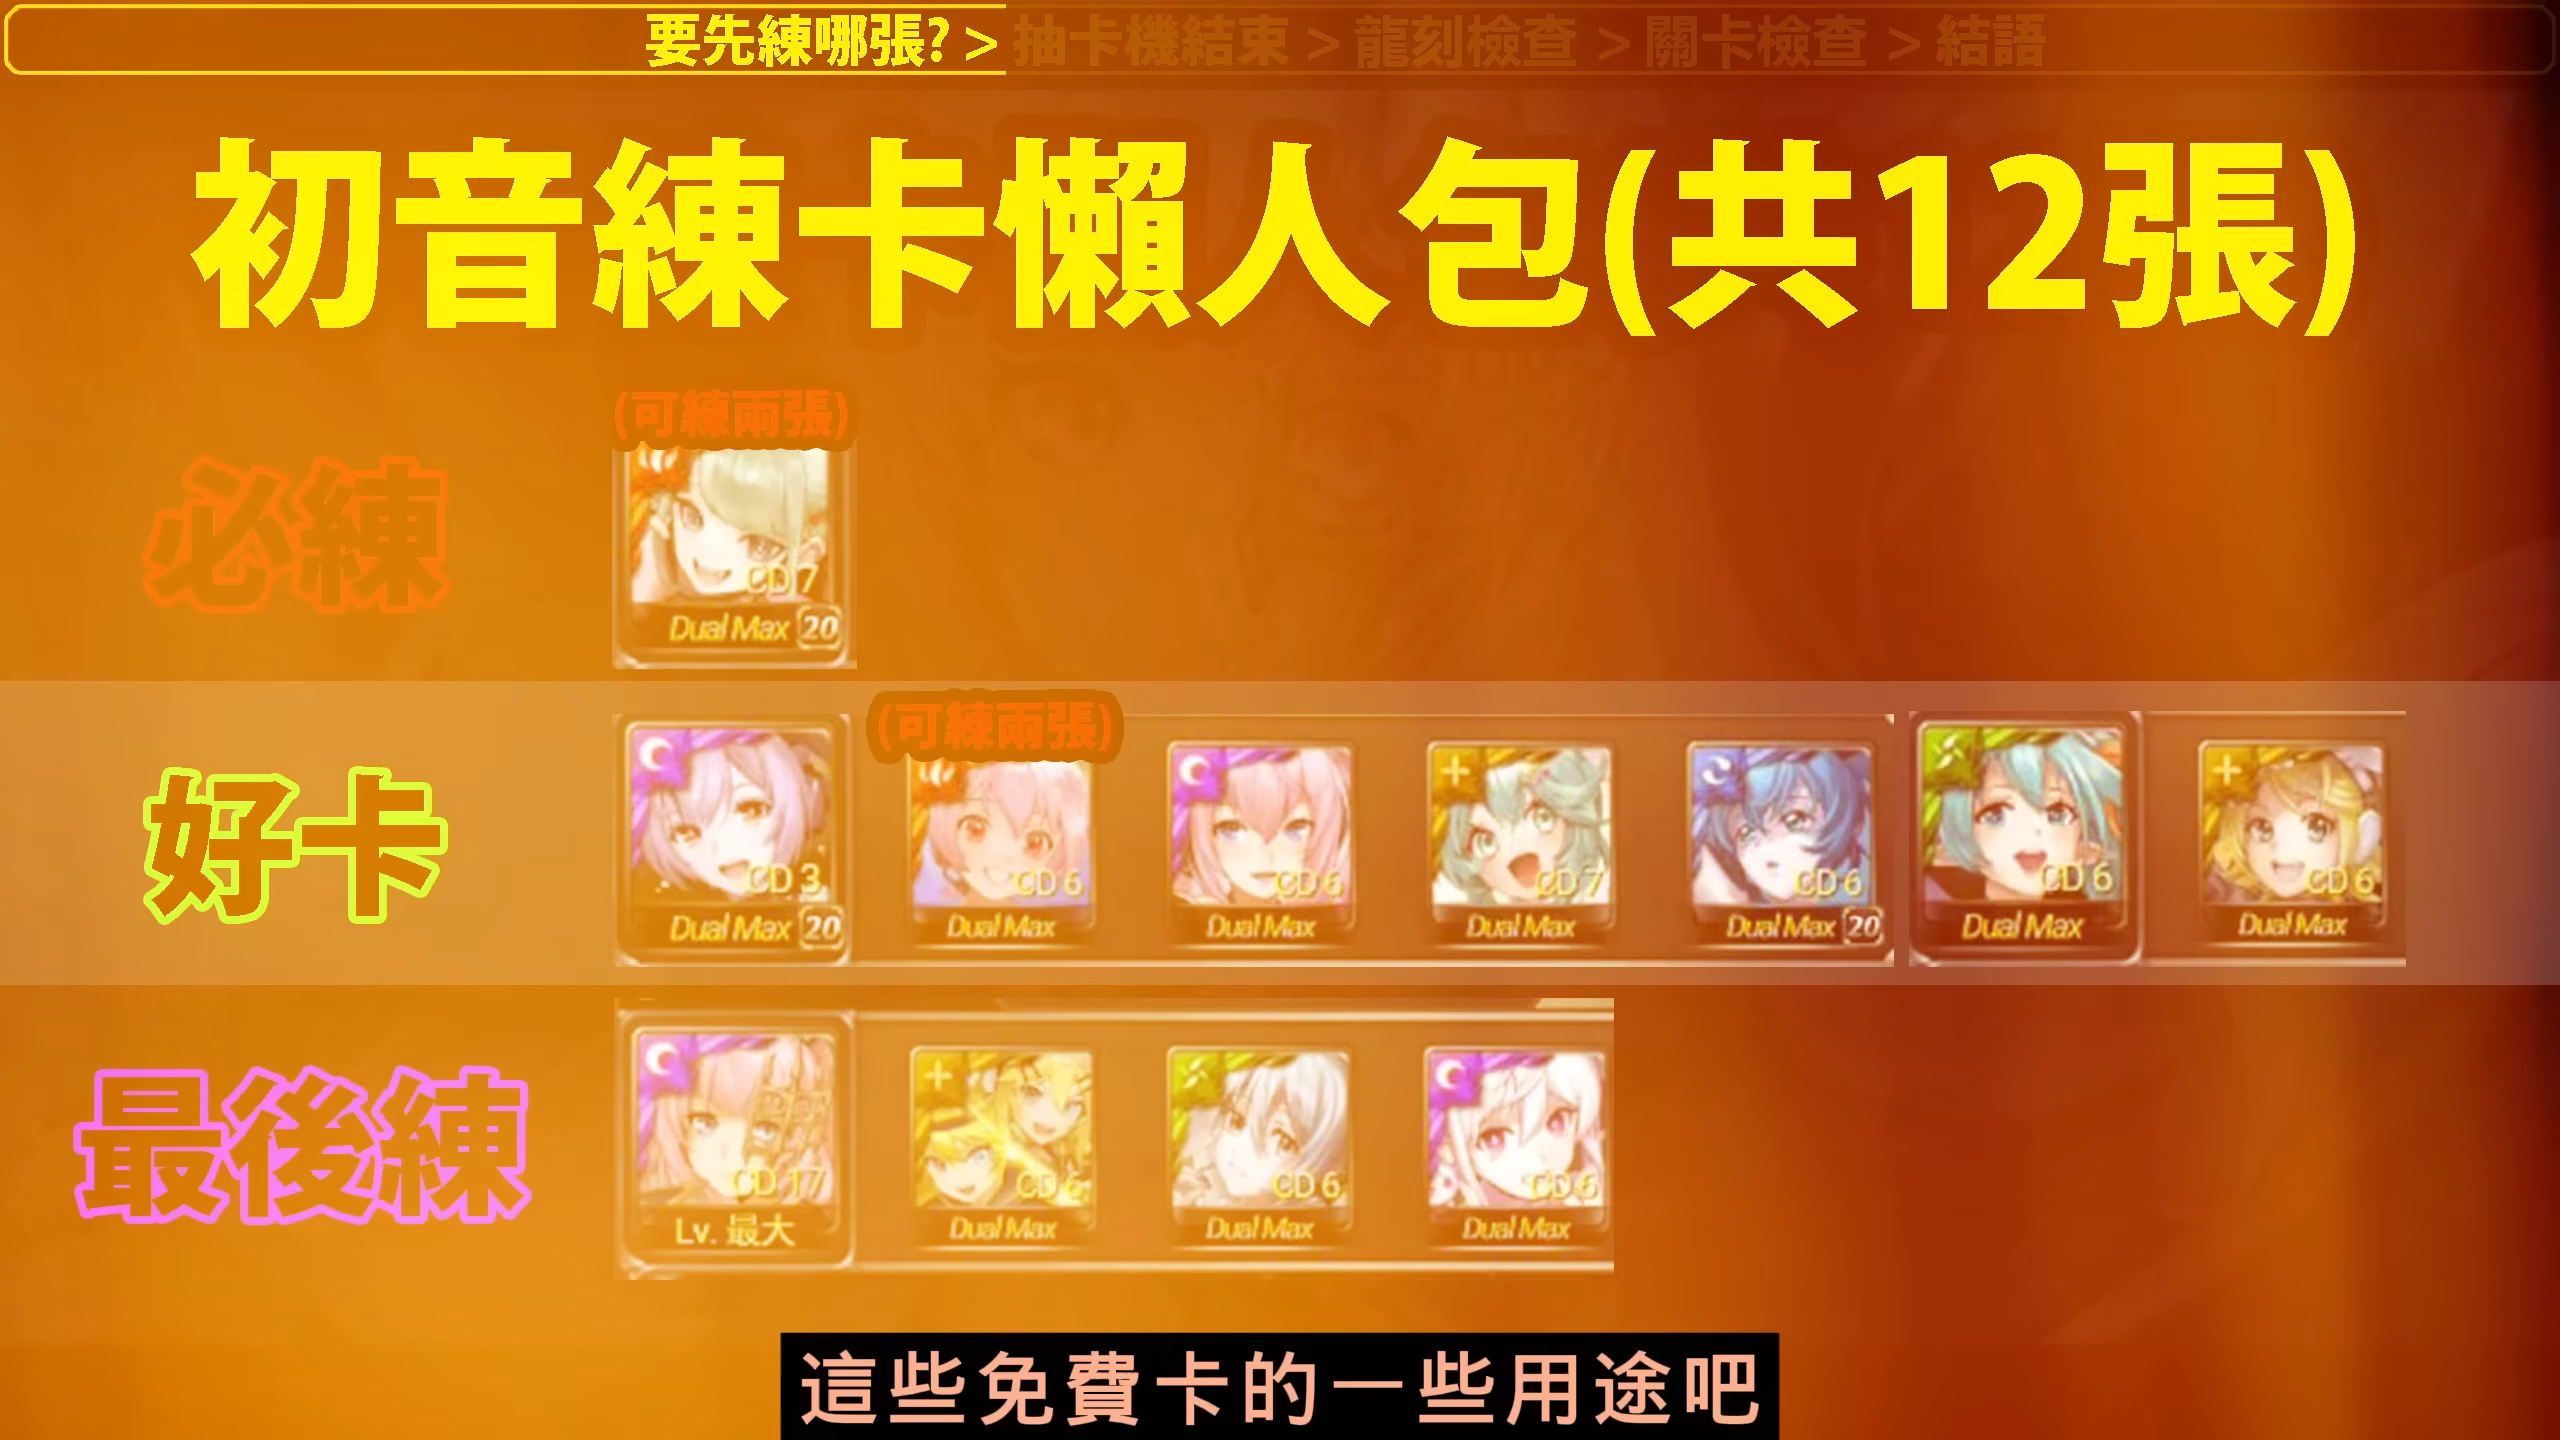 要先練哪張? > 抽卡機結束 > 龍刻檢查 > 關卡檢查 > 結語
初音練卡懶人包(共12張)
(可練兩張)
必練
CD 7
Dual Max 20
(可練兩張)
好卡
CD 3 CD 6 CD 6 CD 7 CD 6 CD 6 CD 6
Dual Max 20 Dual Max Dual Max Dual Max Dual Max 20 Dual Max Dual Max
最後練
CD 17 CD 6 CD 6 CD 6
Lv. 最大 Dual Max Dual Max Dual Max
這些免費卡的一些用途吧